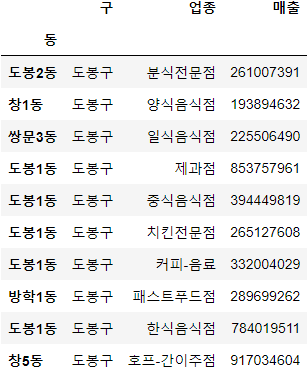 구 업종 매출
동
도봉2동 도봉구 분식전문점 261007391
창1동 도봉구 양식음식점 193894632
쌍문3동 도봉구 일식음식점 225506490
도봉1동 도봉구 제과점 853757961
도봉1동 도봉구 중식음식점 394449819
도봉1동 도봉구 치킨전문점 265127608
도봉1동 도봉구 커피-음료 332004029
방학1동 도봉구 패스트푸드점 289699262
도봉1동 도봉구 한식음식점 784019511
창5동 도봉구 호프-간이주점 917034604